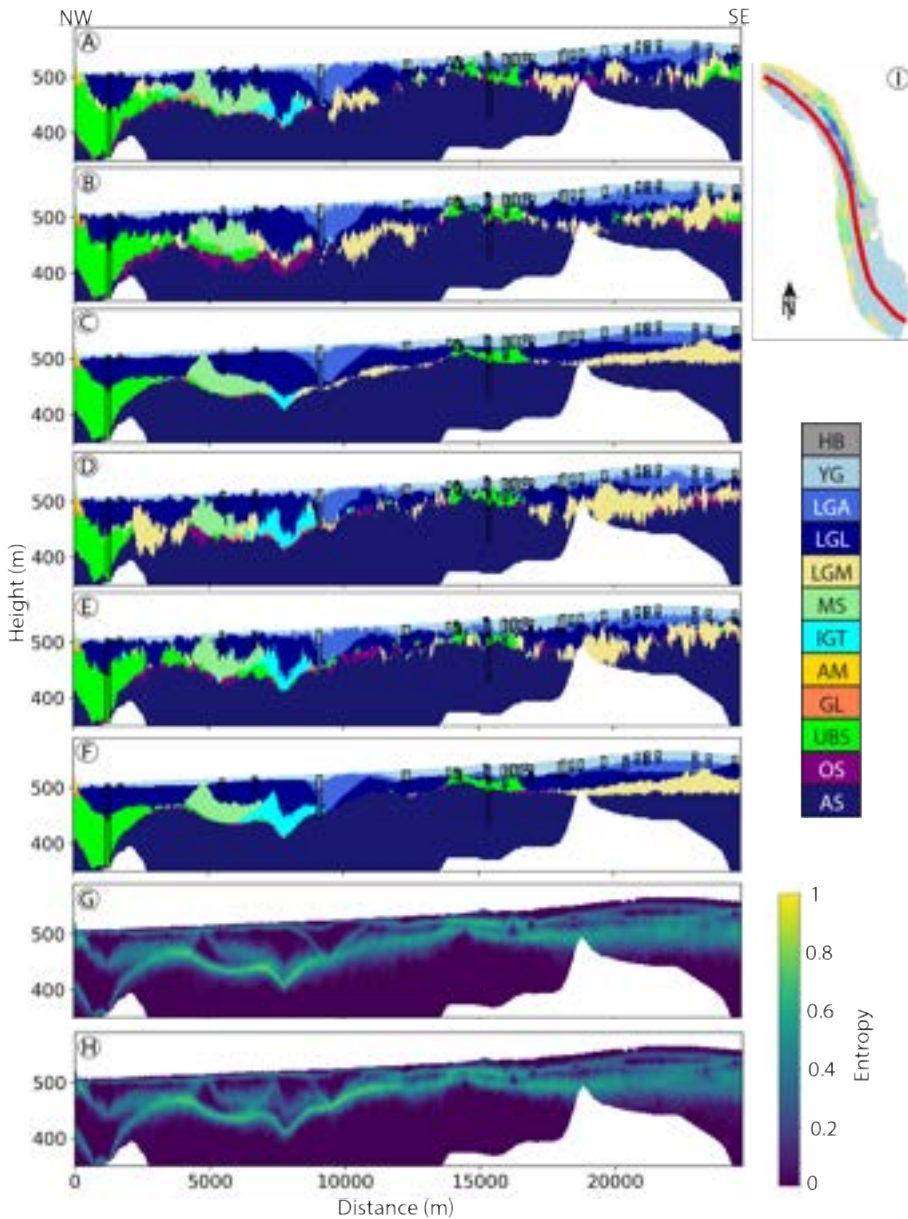 NW
SE
A
500
400
B
500
400
C
500
400
D
500
400
E
500
400
F
500
400
G
500
400
H
500
400
0
5000
10000
15000
20000
Distance (m)
Height (m)
I
N
HB
YG
LGA
LGL
LGM
MS
IGT
AM
GL
UBS
OS
AS
1
0.8
0.6
0.4
0.2
0
Entropy